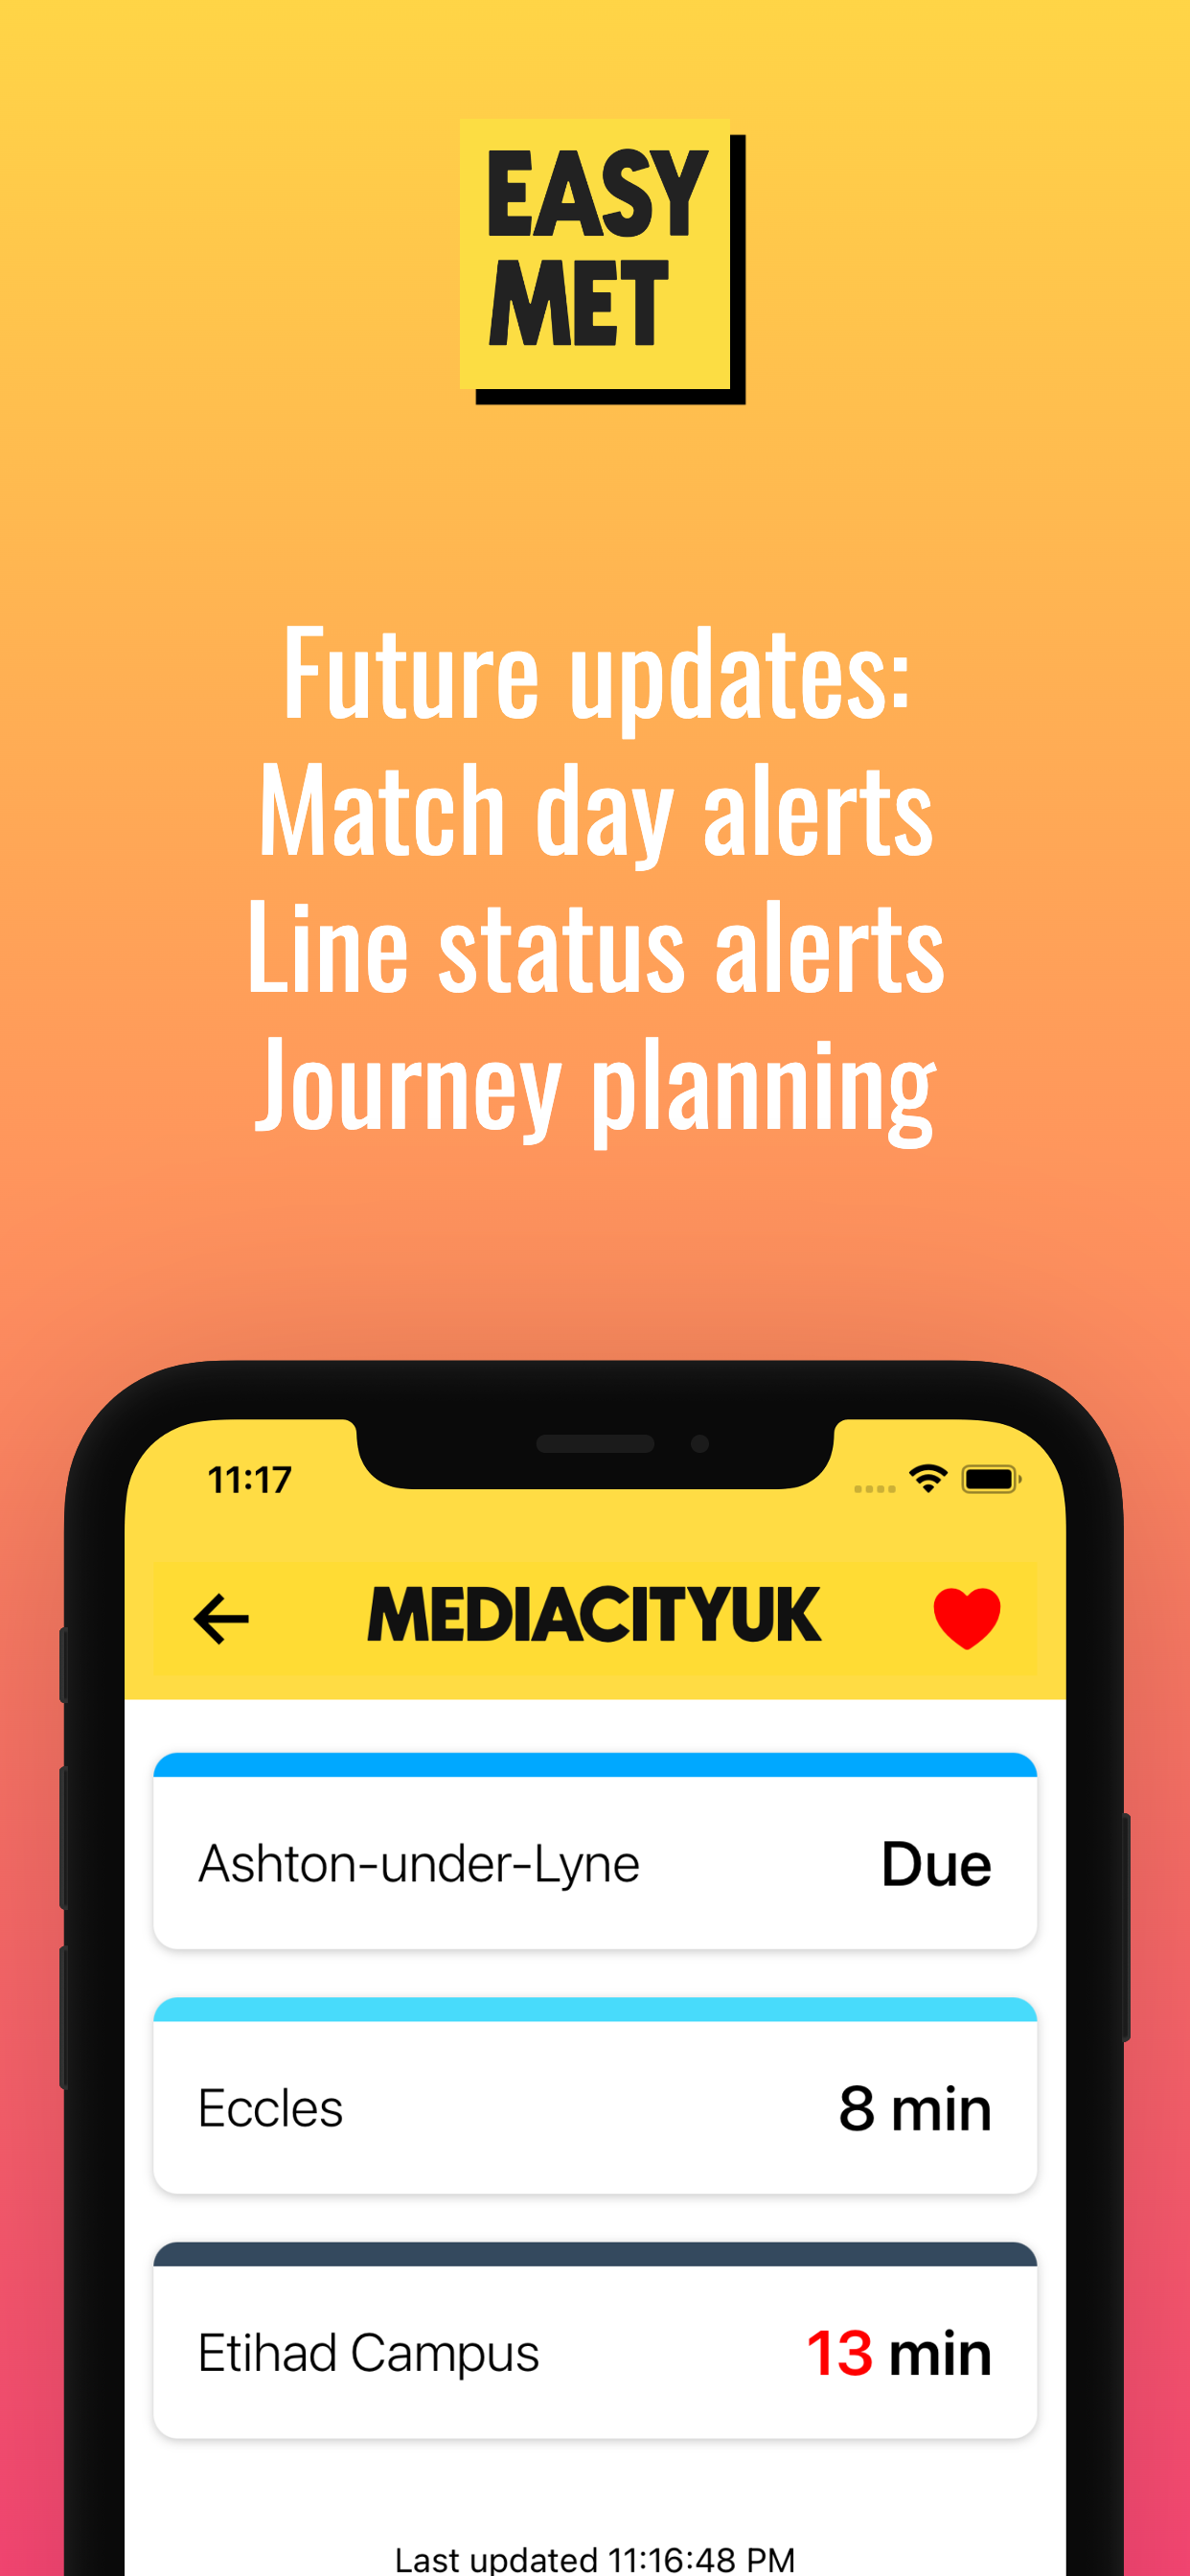 EASY
MET
Future updates:
Match day alerts
Line status alerts
Journey planning
11:17
MEDIACITYUK
Ashton-under-Lyne Due
Eccles 8 min
Etihad Campus 13 min
Last updated 11:16:48 PM